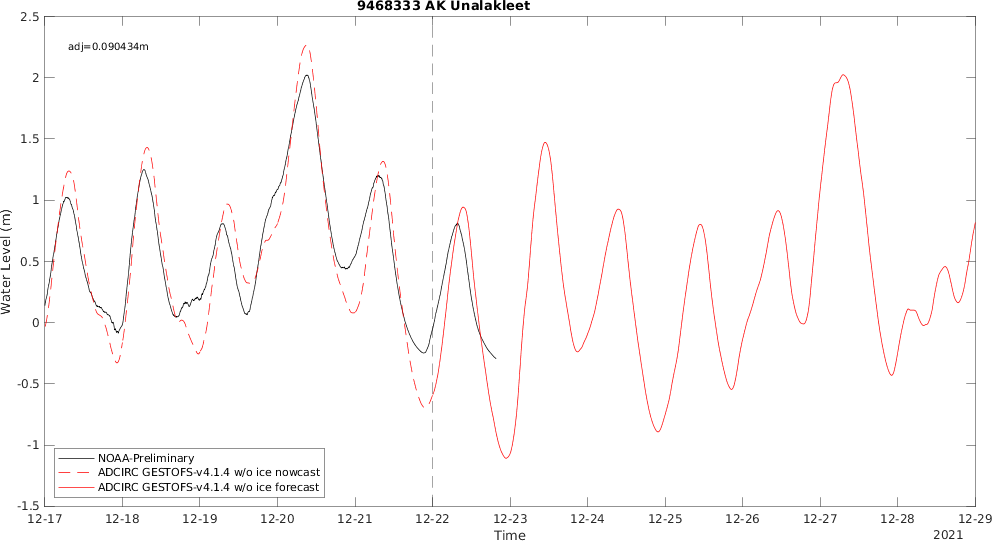 9468333 AK Unalakleet
adj=0.090434m
2.5
2
1.5
1
0.5
0
-0.5
-1
-1.5
Water Level (m)
NOAA-Preliminary
ADCIRC GESTOFS-v4.1.4 w/o ice nowcast
ADCIRC GESTOFS-v4.1.4 w/o ice forecast
12-17 12-18 12-19 12-20 12-21 12-22 12-23 12-24 12-25 12-26 12-27 12-28 12-29
Time
2021